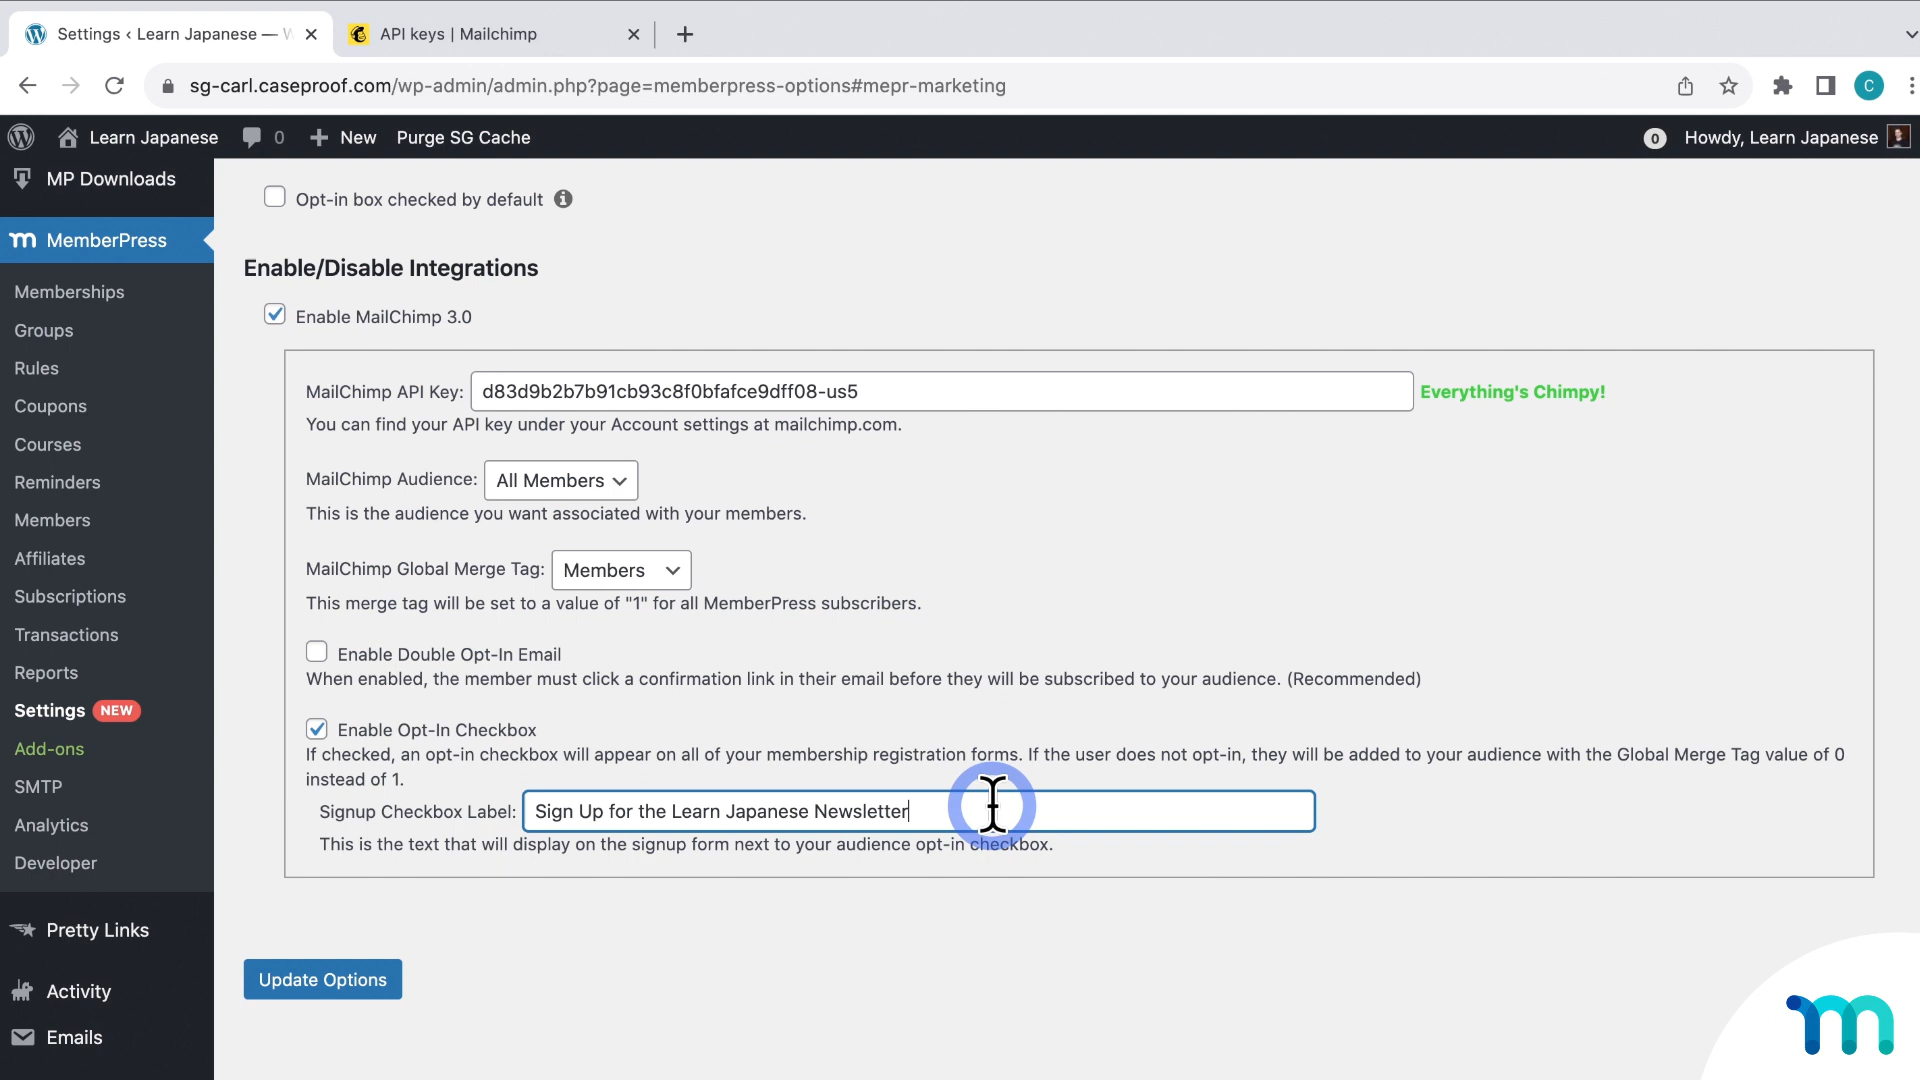 Settings ‹ Learn Japanese —
API keys | Mailchimp
sg-carl.caseproof.com/wp-admin/admin.php?page=memberpress-options#mepr-marketing
C
Learn Japanese
0
New
Purge SG Cache
0
Howdy, Learn Japanese
MP Downloads
MemberPress
Memberships
Groups
Rules
Coupons
Courses
Reminders
Members
Affiliates
Subscriptions
Transactions
Reports
Settings NEW
Add-ons
SMTP
Analytics
Developer
Pretty Links
Activity
Emails
Opt-in box checked by default
Enable/Disable Integrations
Enable MailChimp 3.0
MailChimp API Key: d83d9b2b7b91cb93c8f0bfafce9dff08-us5 Everything's Chimpy!
You can find your API key under your Account settings at mailchimp.com.
MailChimp Audience: All Members
This is the audience you want associated with your members.
MailChimp Global Merge Tag: Members
This merge tag will be set to a value of "1" for all MemberPress subscribers.
Enable Double Opt-In Email
When enabled, the member must click a confirmation link in their email before they will be subscribed to your audience. (Recommended)
Enable Opt-In Checkbox
If checked, an opt-in checkbox will appear on all of your membership registration forms. If the user does not opt-in, they will be added to your audience with the Global Merge Tag value of 0
instead of 1.
Signup Checkbox Label: Sign Up for the Learn Japanese Newsletter
This is the text that will display on the signup form next to your audience opt-in checkbox.
Update Options
m